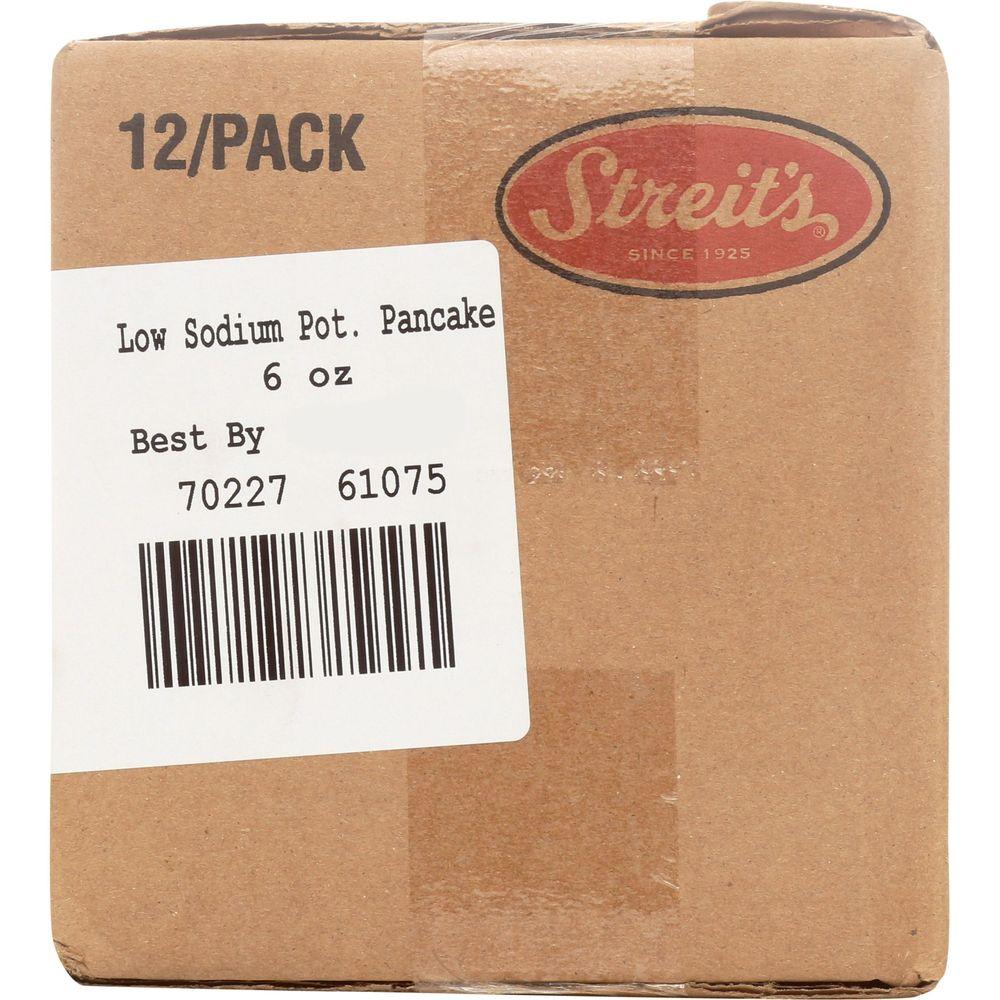 12/PACK
Streit's®
SINCE 1925
Low Sodium Pot. Pancake
6 oz
Best By
70227 61075